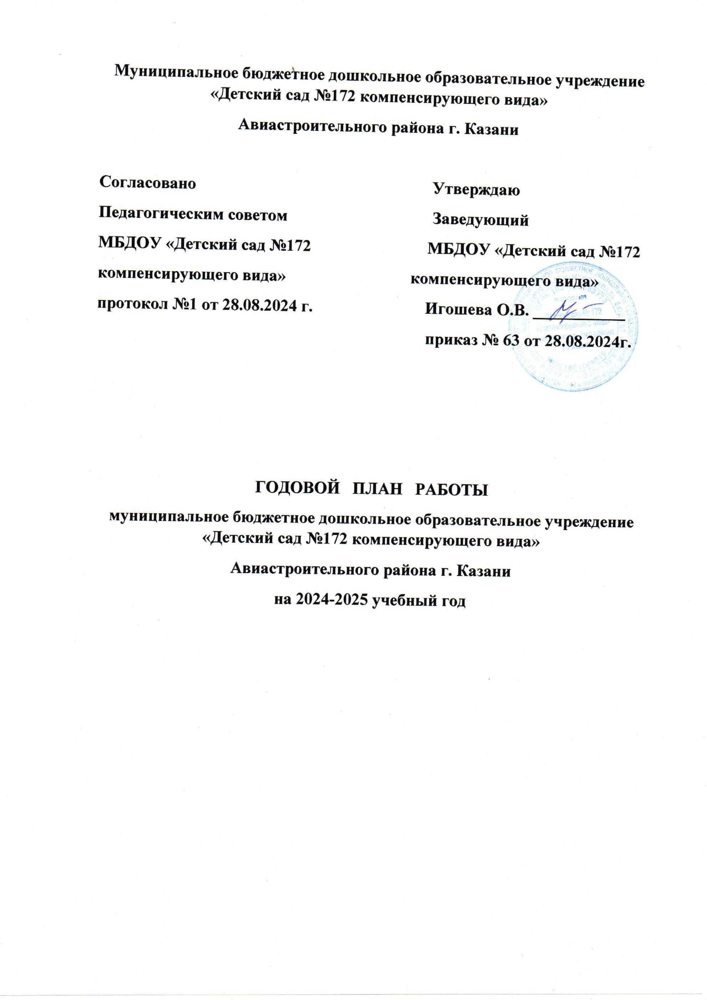 Муниципальное бюджетное дошкольное образовательное учреждение
«Детский сад №172 компенсирующего вида»
Авиастроительного района г. Казани
Согласовано
Педагогическим советом
МБДОУ «Детский сад №172
компенсирующего вида»
протокол №1 от 28.08.2024 г.
Утверждаю
Заведующий
МБДОУ «Детский сад №172
компенсирующего вида»
Игошева О.В.
приказ № 63 от 28.08.2024г.
ГОДОВОЙ ПЛАН РАБОТЫ
муниципальное бюджетное дошкольное образовательное учреждение
«Детский сад №172 компенсирующего вида»
Авиастроительного района г. Казани
на 2024-2025 учебный год